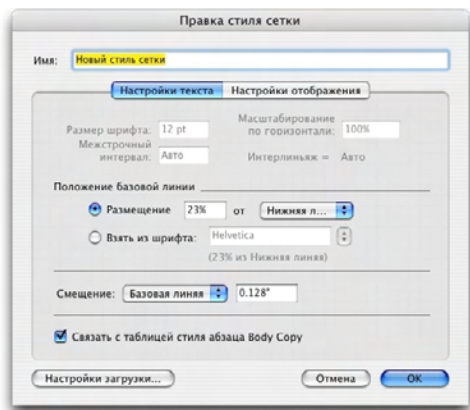 Правка стиля сетки
Имя: Новый стиль сетки
Настройки текста Настройки отображения
Размер шрифта: 12 pt
Масштабирование
по горизонтали: 100%
Межстрочный
интервал: Авто
Интерлиньяж = Авто
Положение базовой линии
Размещение 23% от Нижняя л...
Взять из шрифта: Helvetica
(23% из Нижняя линия)
Смещение: Базовая линия 0.128"
Связать с таблицей стиля абзаца Body Copy
Настройки загрузки... Отмена OK